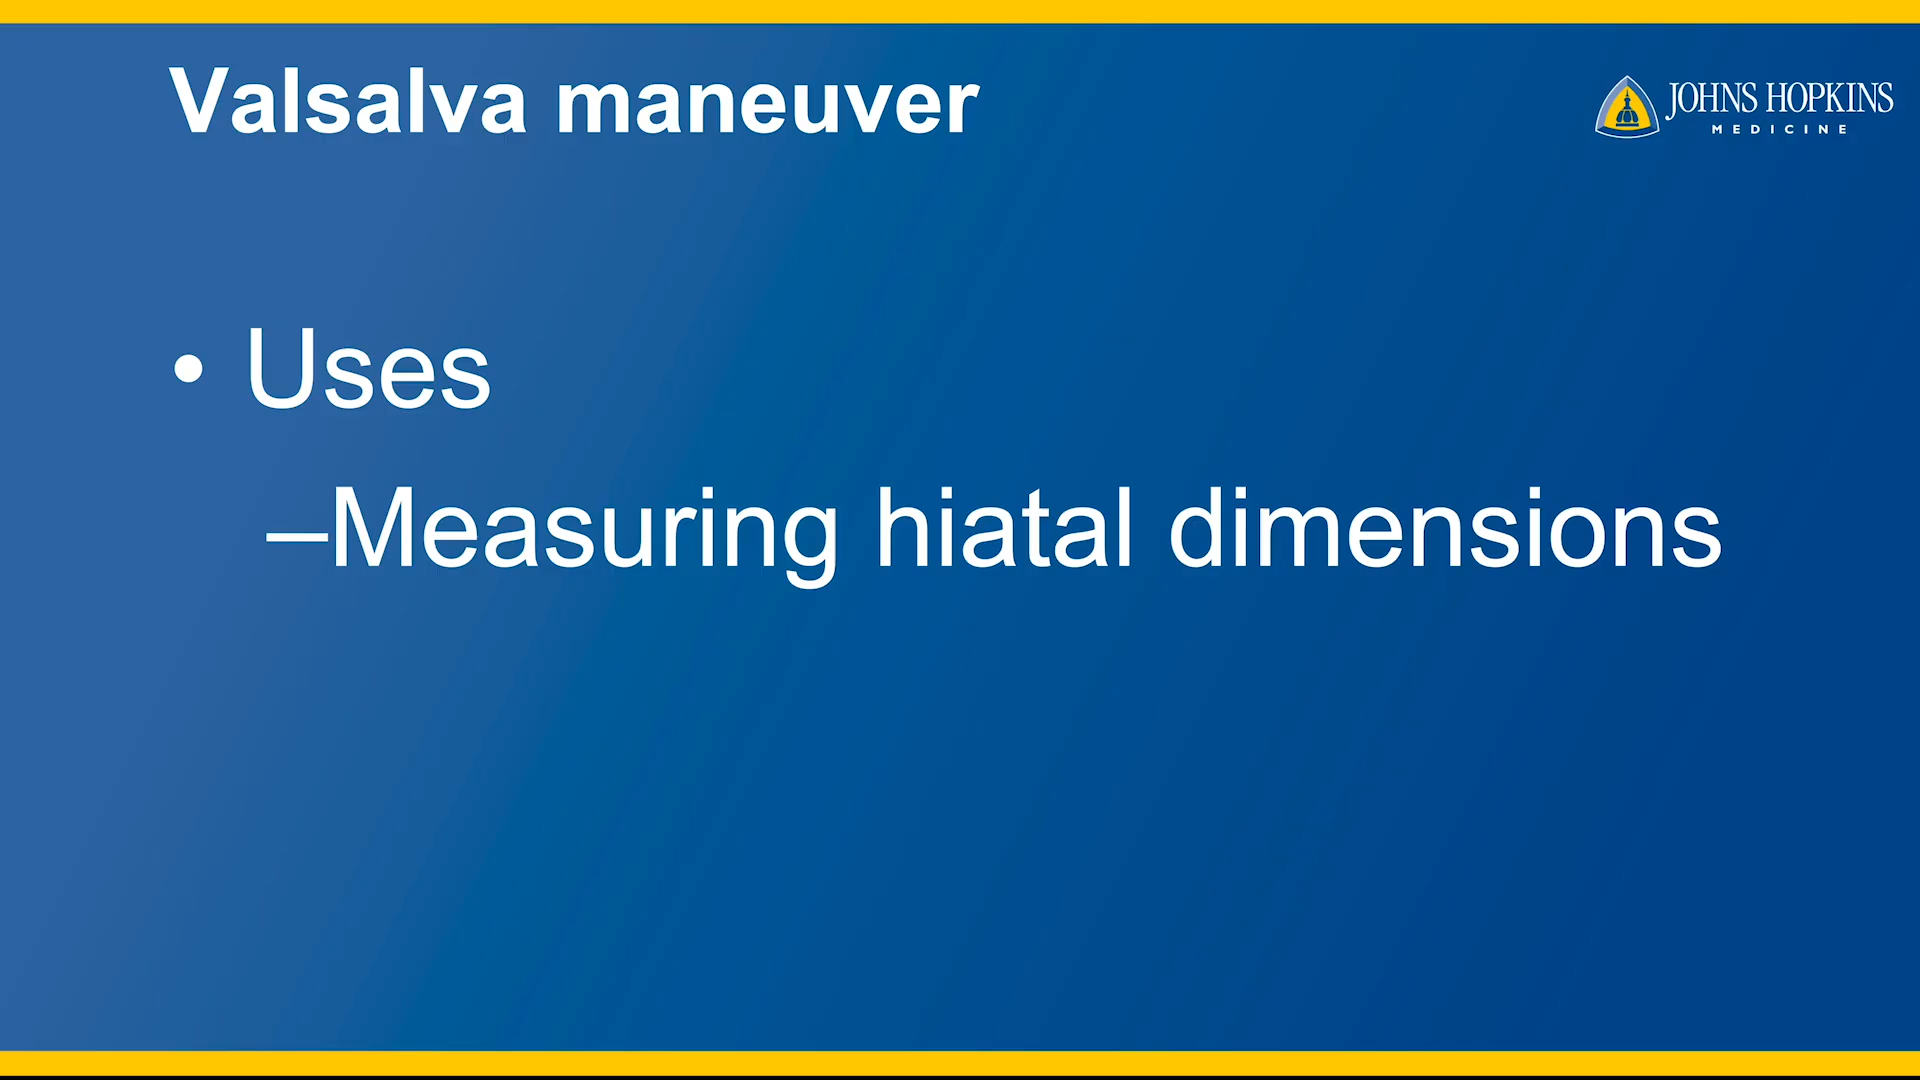 Valsalva maneuver
JOHNS HOPKINS
MEDICINE
• Uses
–Measuring hiatal dimensions